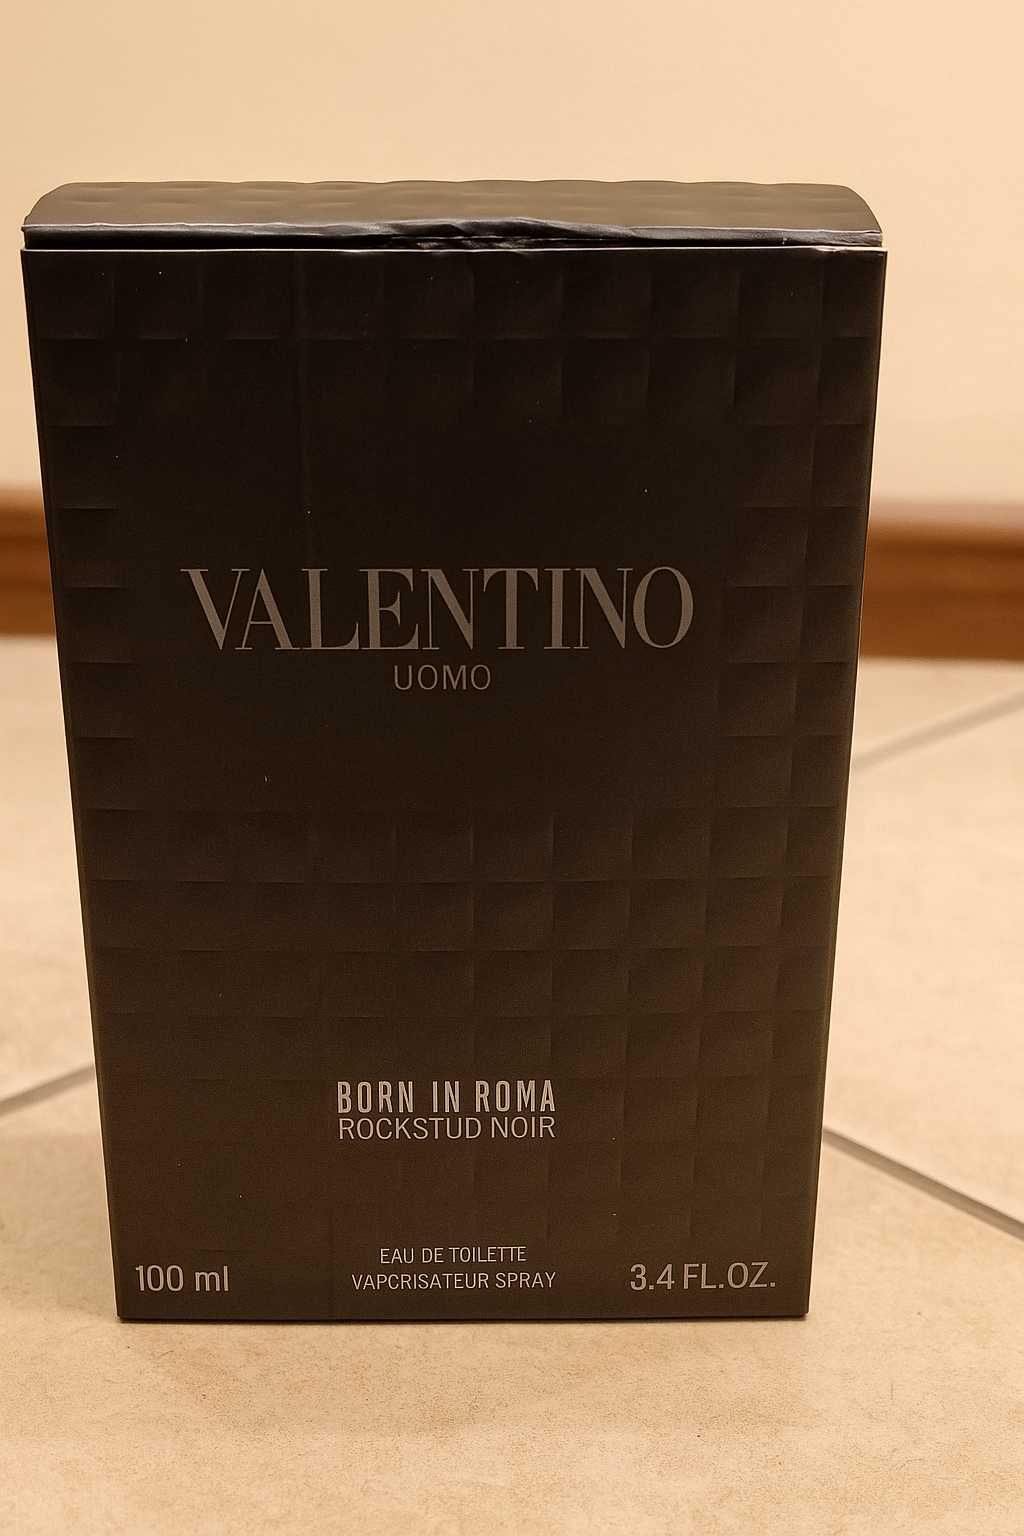 VALENTINO
UOMO
BORN IN ROMA
ROCKSTUD NOIR
EAU DE TOILETTE
VAPCRISATEUR SPRAY
100 ml
3.4 FL.OZ.